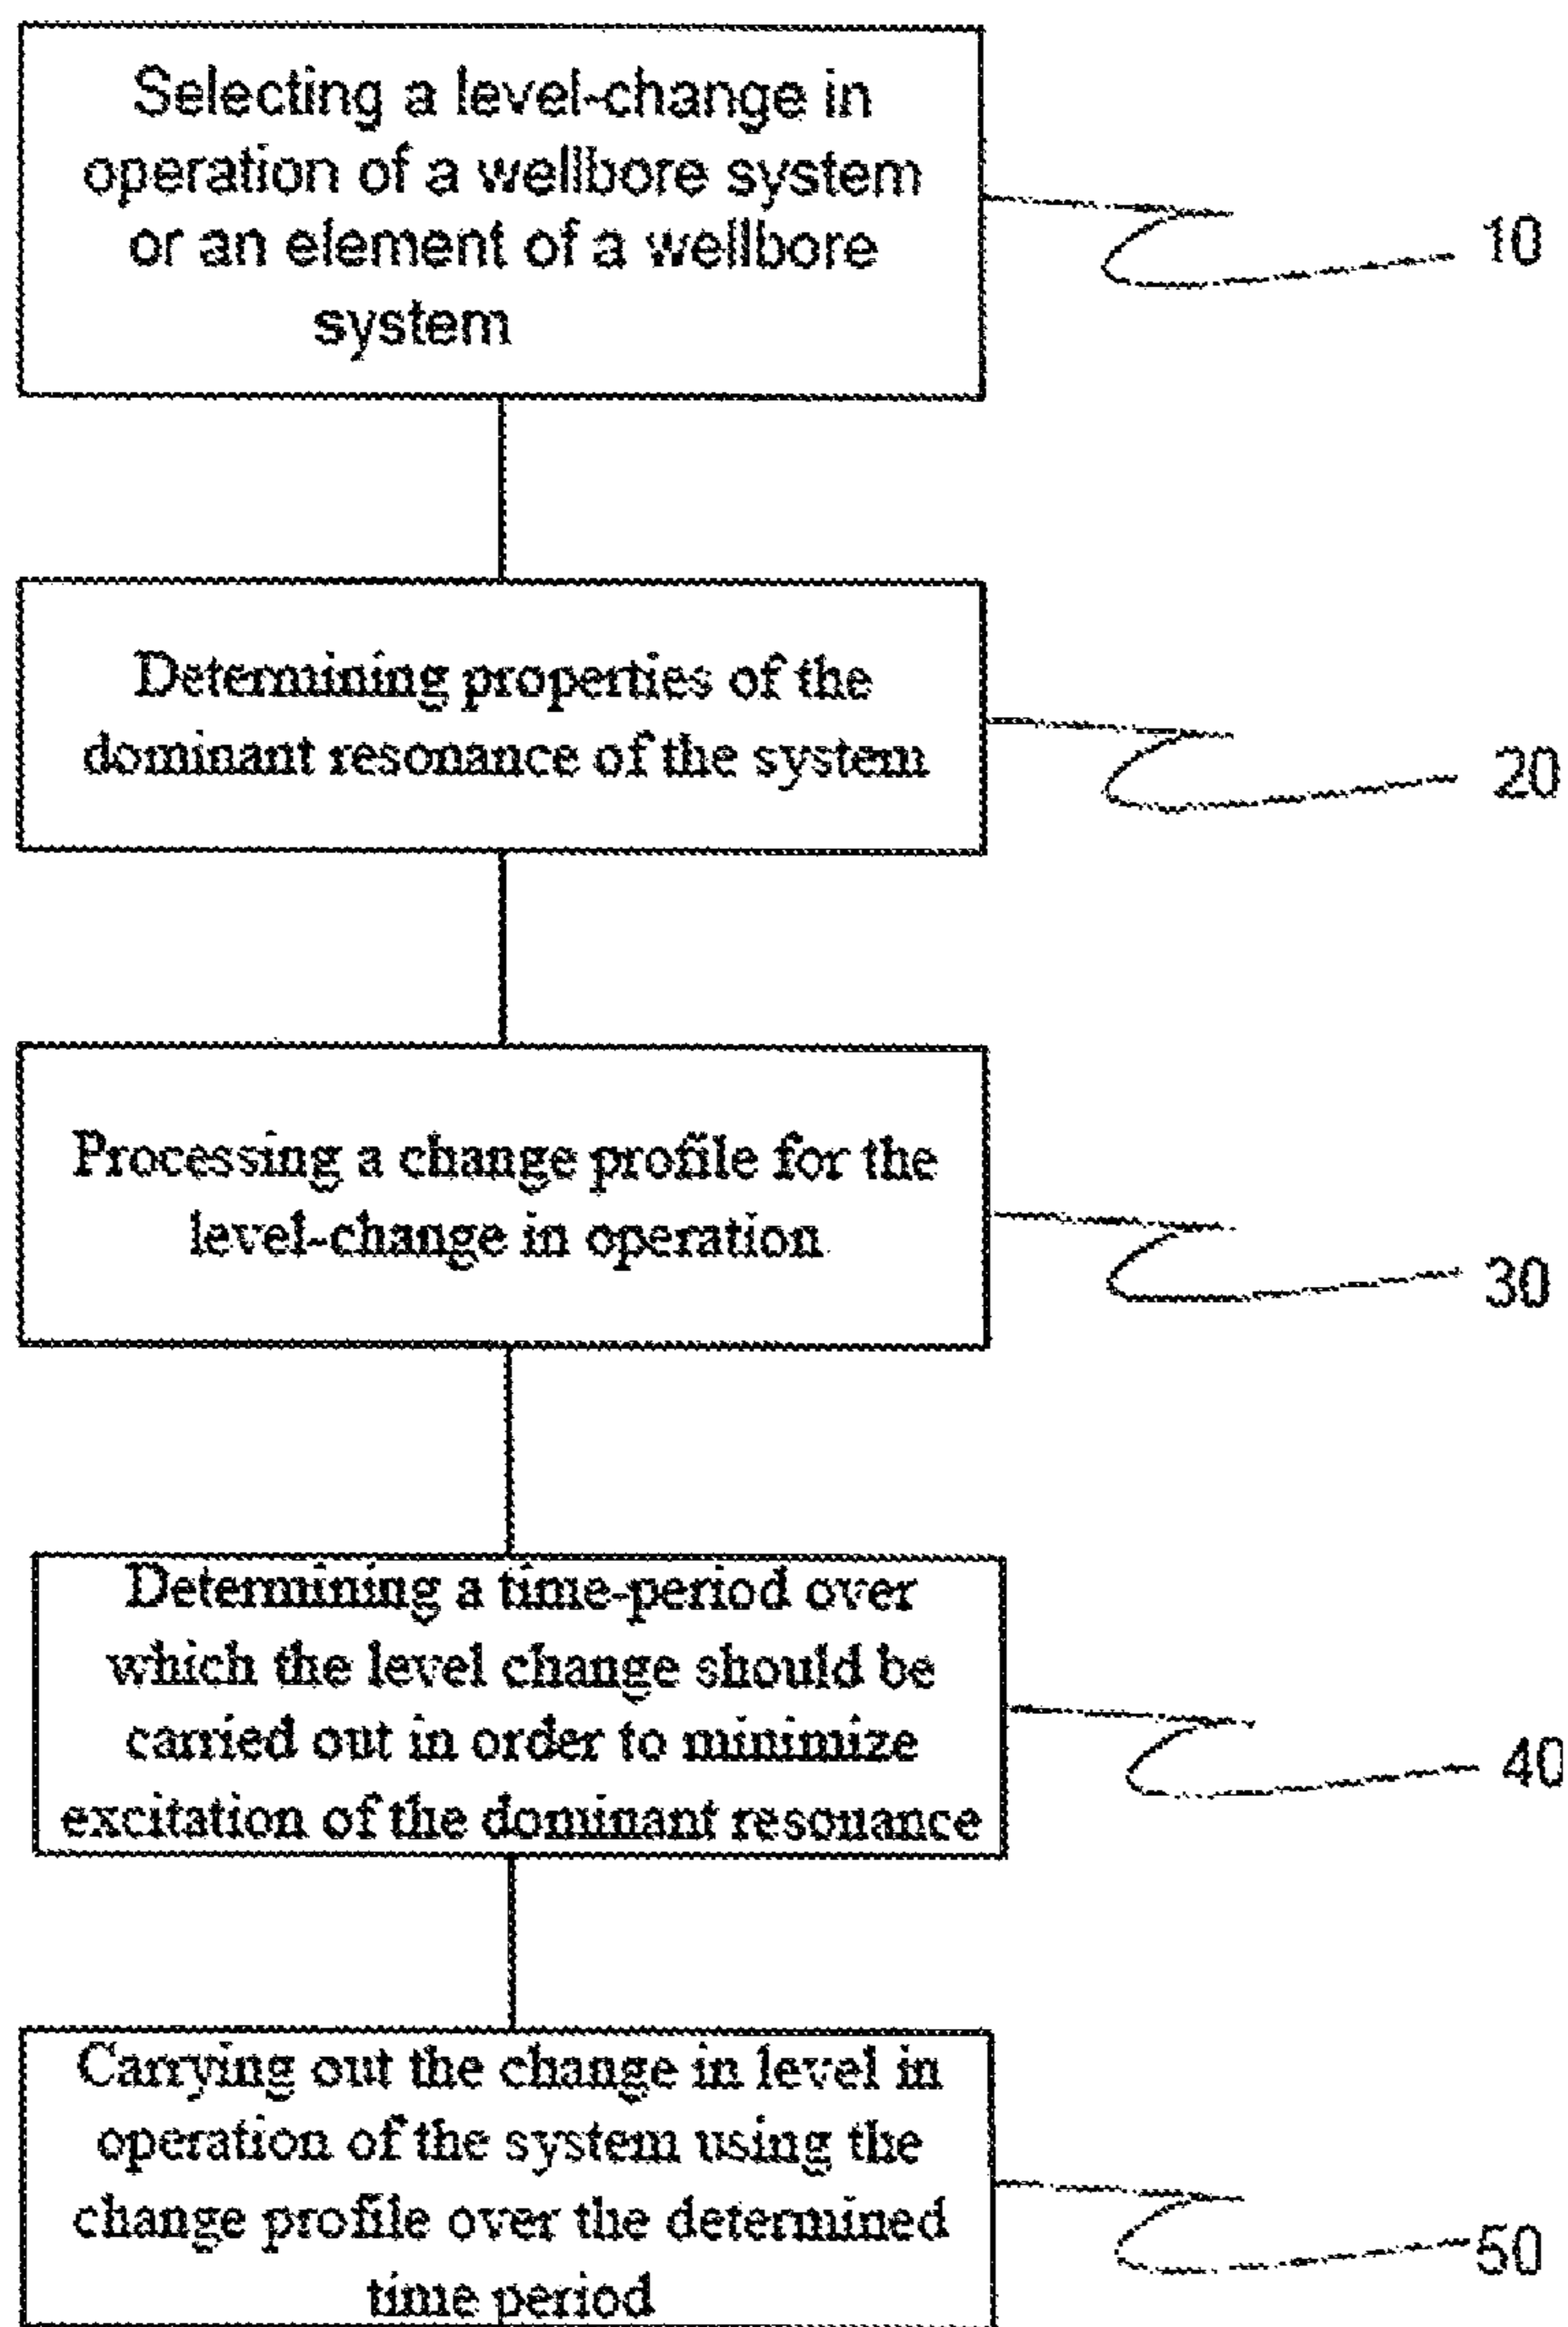 Selecting a level-change in
operation of a wellbore system
or an element of a wellbore
system
10
Determining properties of the
dominant resonance of the system
20
Processing a change profile for the
level-change in operation
30
Determining a time-period over
which the level change should be
carried out in order to minimize
excitation of the dominant resonance
40
Carrying out the change in level in
operation of the system using the
change profile over the determined
time period
50